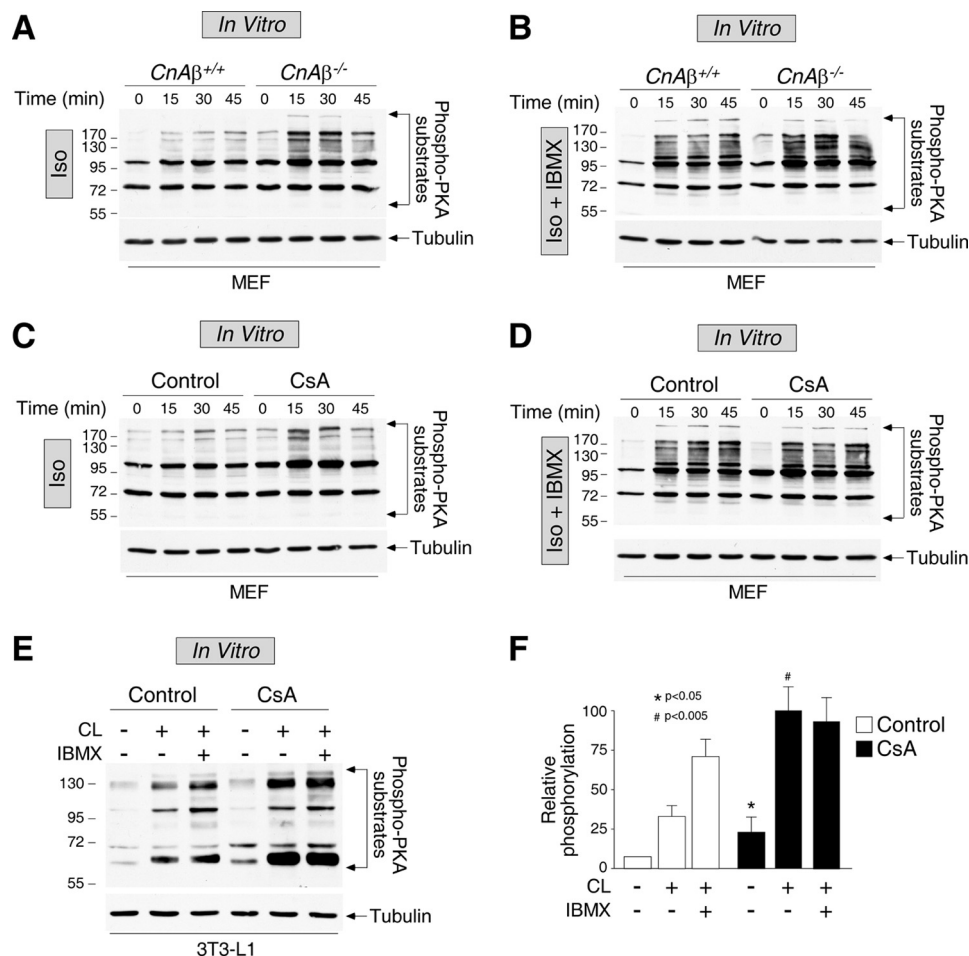 A
In Vitro
CnAβ+/+ CnAβ-/-
Time (min) 0 15 30 45 0 15 30 45
Iso
170
130
95
72
55
Phospho-PKA
substrates
Tubulin
MEF
B
In Vitro
CnAβ+/+ CnAβ-/-
Time (min) 0 15 30 45 0 15 30 45
Iso + IBMX
170
130
95
72
55
Phospho-PKA
substrates
Tubulin
MEF
C
In Vitro
Control CsA
Time (min) 0 15 30 45 0 15 30 45
Iso
170
130
95
72
55
Phospho-PKA
substrates
Tubulin
MEF
D
In Vitro
Control CsA
Time (min) 0 15 30 45 0 15 30 45
Iso + IBMX
170
130
95
72
55
Phospho-PKA
substrates
Tubulin
MEF
E
In Vitro
Control CsA
CL - + + - + +
IBMX - - + - - +
130
95
72
55
Phospho-PKA
substrates
Tubulin
3T3-L1
F
* p<0.05
# p<0.005
Control
CsA
Relative
phosphorylation
100
75
50
25
0
*
#
CL - + + - + +
IBMX - - + - - +